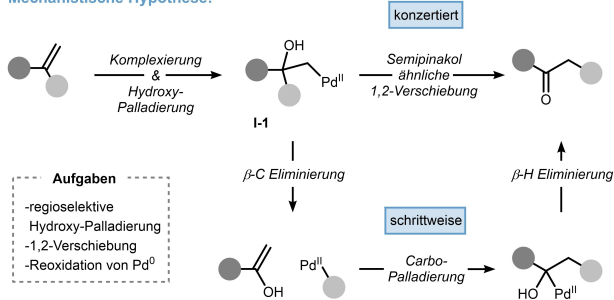 Mechanistische Hypothese:
konzertiert
Komplexierung
&
Hydroxy-
Palladierung
OH
Pd^II
I-1
Semipinakol
ähnliche
1,2-Verschiebung
O
β-C Eliminierung
β-H Eliminierung
Aufgaben
-regioselektive
Hydroxy-Palladierung
-1,2-Verschiebung
-Reoxidation von Pd^0
schrittweise
OH
Pd^II
Carbo-
Palladierung
HO
Pd^II